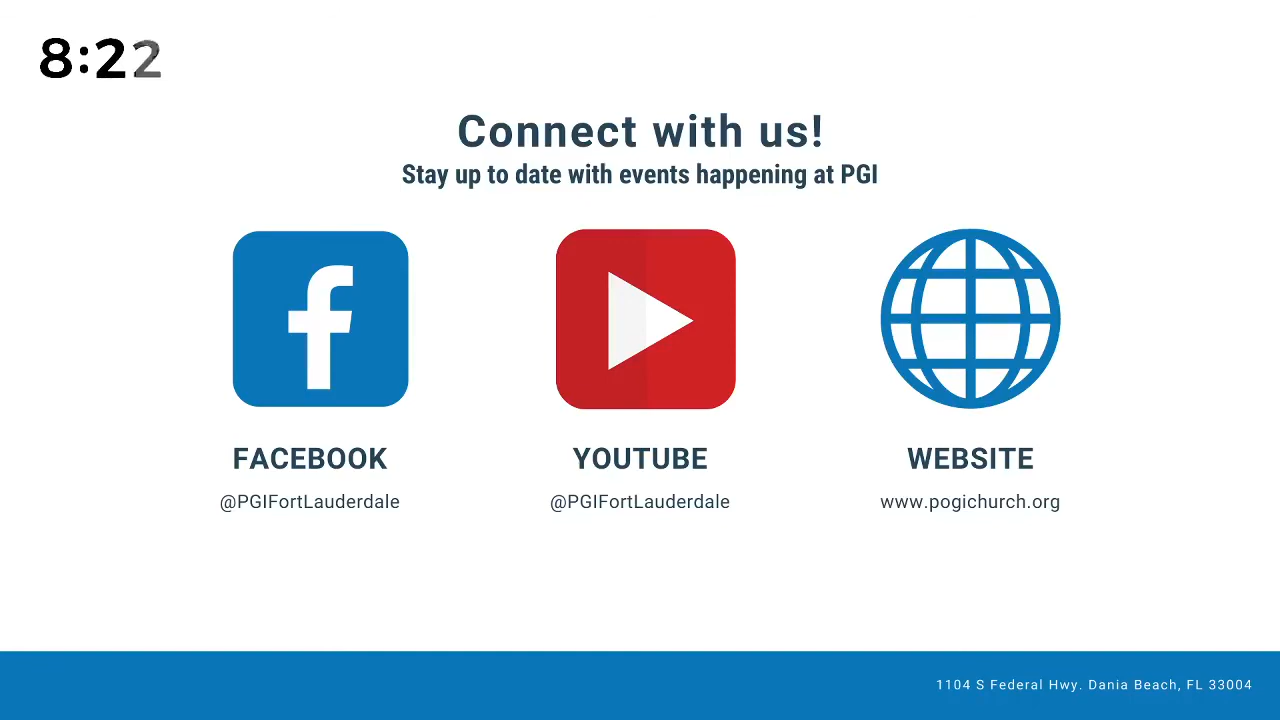 8:22
Connect with us!
Stay up to date with events happening at PGI
FACEBOOK
YOUTUBE
WEBSITE
@PGIFortLauderdale
@PGIFortLauderdale
www.pogichurch.org
1104 S Federal Hwy. Dania Beach, FL 33004